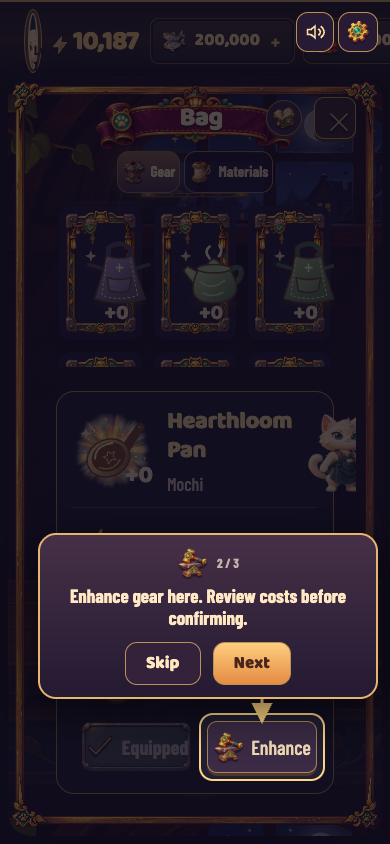 10,187
200,000 +
Bag
Gear
Materials
+0
+0
+0
Hearthloom
Pan
+0
Mochi
2/3
Enhance gear here. Review costs before
confirming.
Skip
Next
Equipped
Enhance